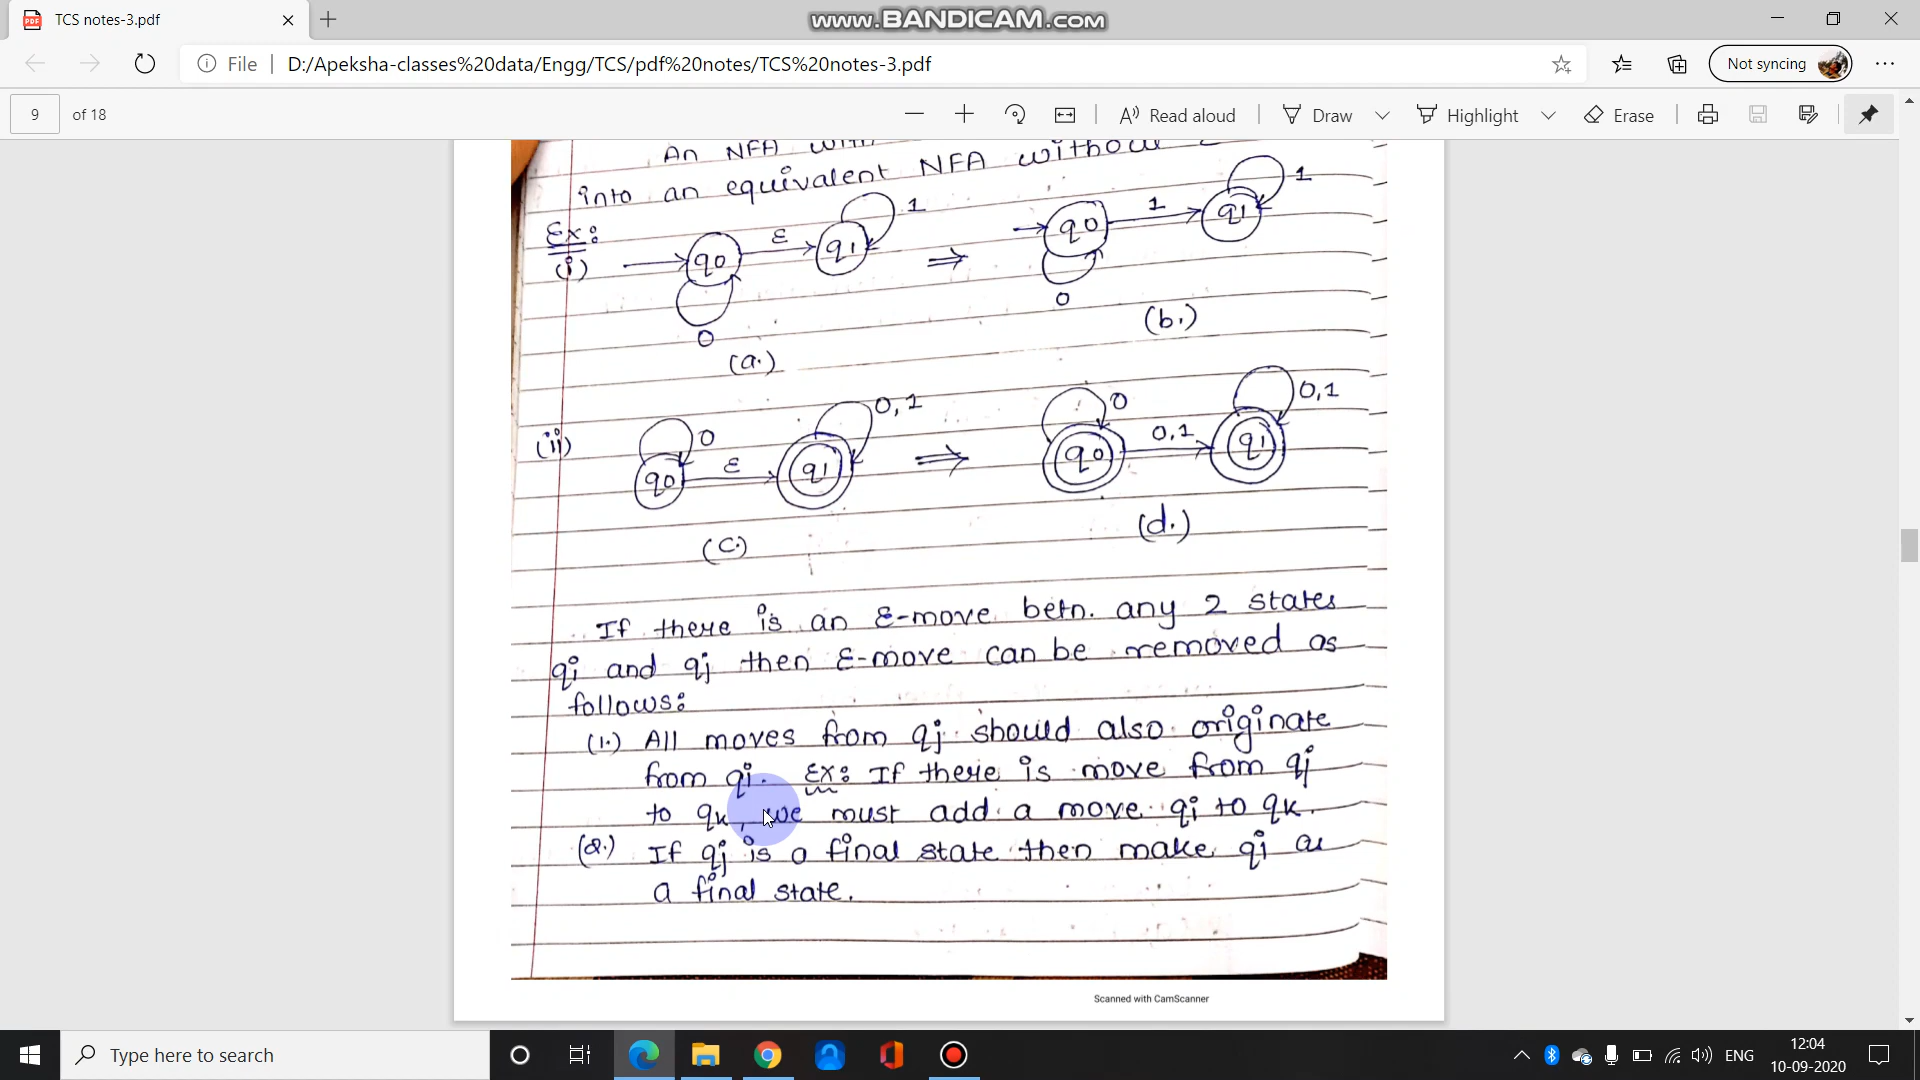 TCS notes-3.pdf
www.BANDICAM.com
File
D:/Apeksha-classes%20data/Engg/TCS/pdf%20notes/TCS%20notes-3.pdf
Not syncing
9 of 18
Read aloud
Draw
Highlight
Erase
An NFA with
into an equivalent NFA without
Ex:
(i) q0 ε q1 1 ⇒ q0 1 q1 1
0 0
(a.) (b.)
(ii) 0 q0 ε q1 0,1 ⇒ 0 q0 0,1 q1 0,1
(c.) (d.)
If there is an ε-move betn. any 2 states
qi and qj then ε-move can be removed as
follows:
(1.) All moves from qj should also originate
from qi. Ex: If there is move from qj
to qk, we must add a move qi to qk.
(2.) If qj is a final state then make qi as
a final state.
Scanned with CamScanner
Type here to search
ENG
12:04
10-09-2020